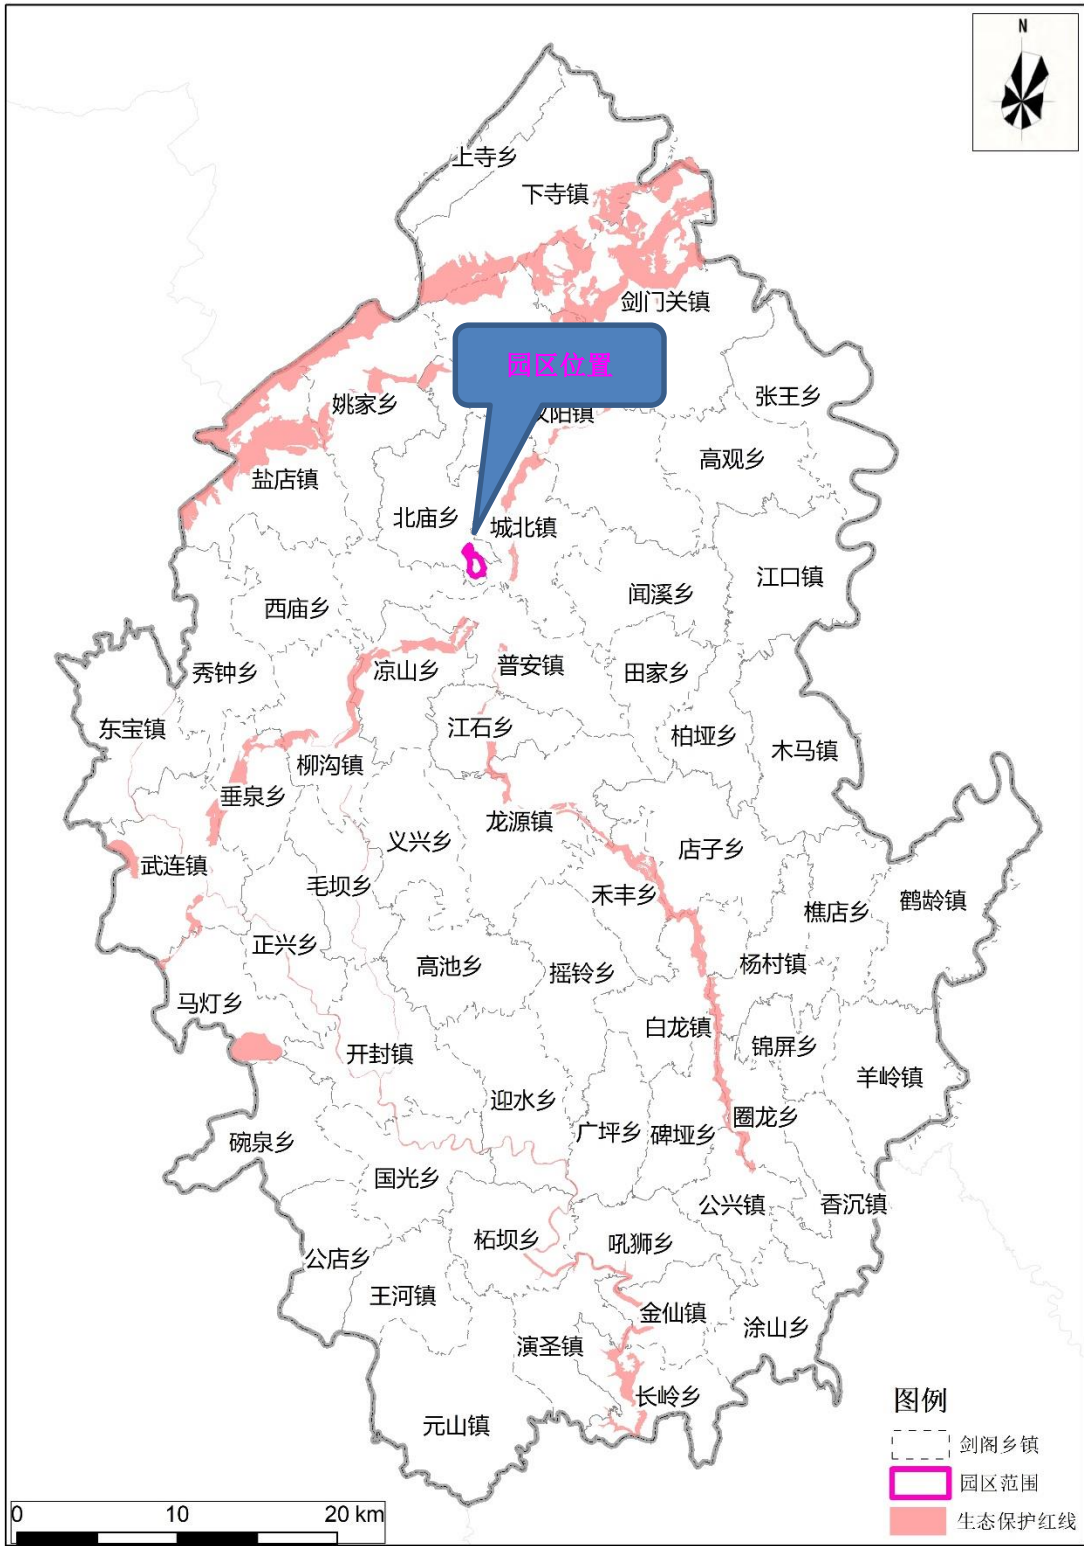 N
上寺乡
下寺镇
剑门关镇
园区位置
姚家乡
张王乡
汉阳镇
高观乡
盐店镇
北庙乡
城北镇
江口镇
闻溪乡
西庙乡
普安镇
凉山乡
秀钟乡
田家乡
东宝镇
江石乡
柏垭乡
木马镇
柳沟镇
垂泉乡
龙源镇
义兴乡
店子乡
武连镇
毛坝乡
禾丰乡
樵店乡
鹤龄镇
正兴乡
高池乡
摇铃乡
杨村镇
马灯乡
白龙镇
锦屏乡
开封镇
羊岭镇
迎水乡
圈龙乡
广坪乡
碑垭乡
碗泉乡
国光乡
公兴镇
香沉镇
柘坝乡
吼狮乡
公店乡
王河镇
金仙镇
涂山乡
演圣镇
长岭乡
元山镇
图例
剑阁乡镇
园区范围
生态保护红线
0 10 20 km